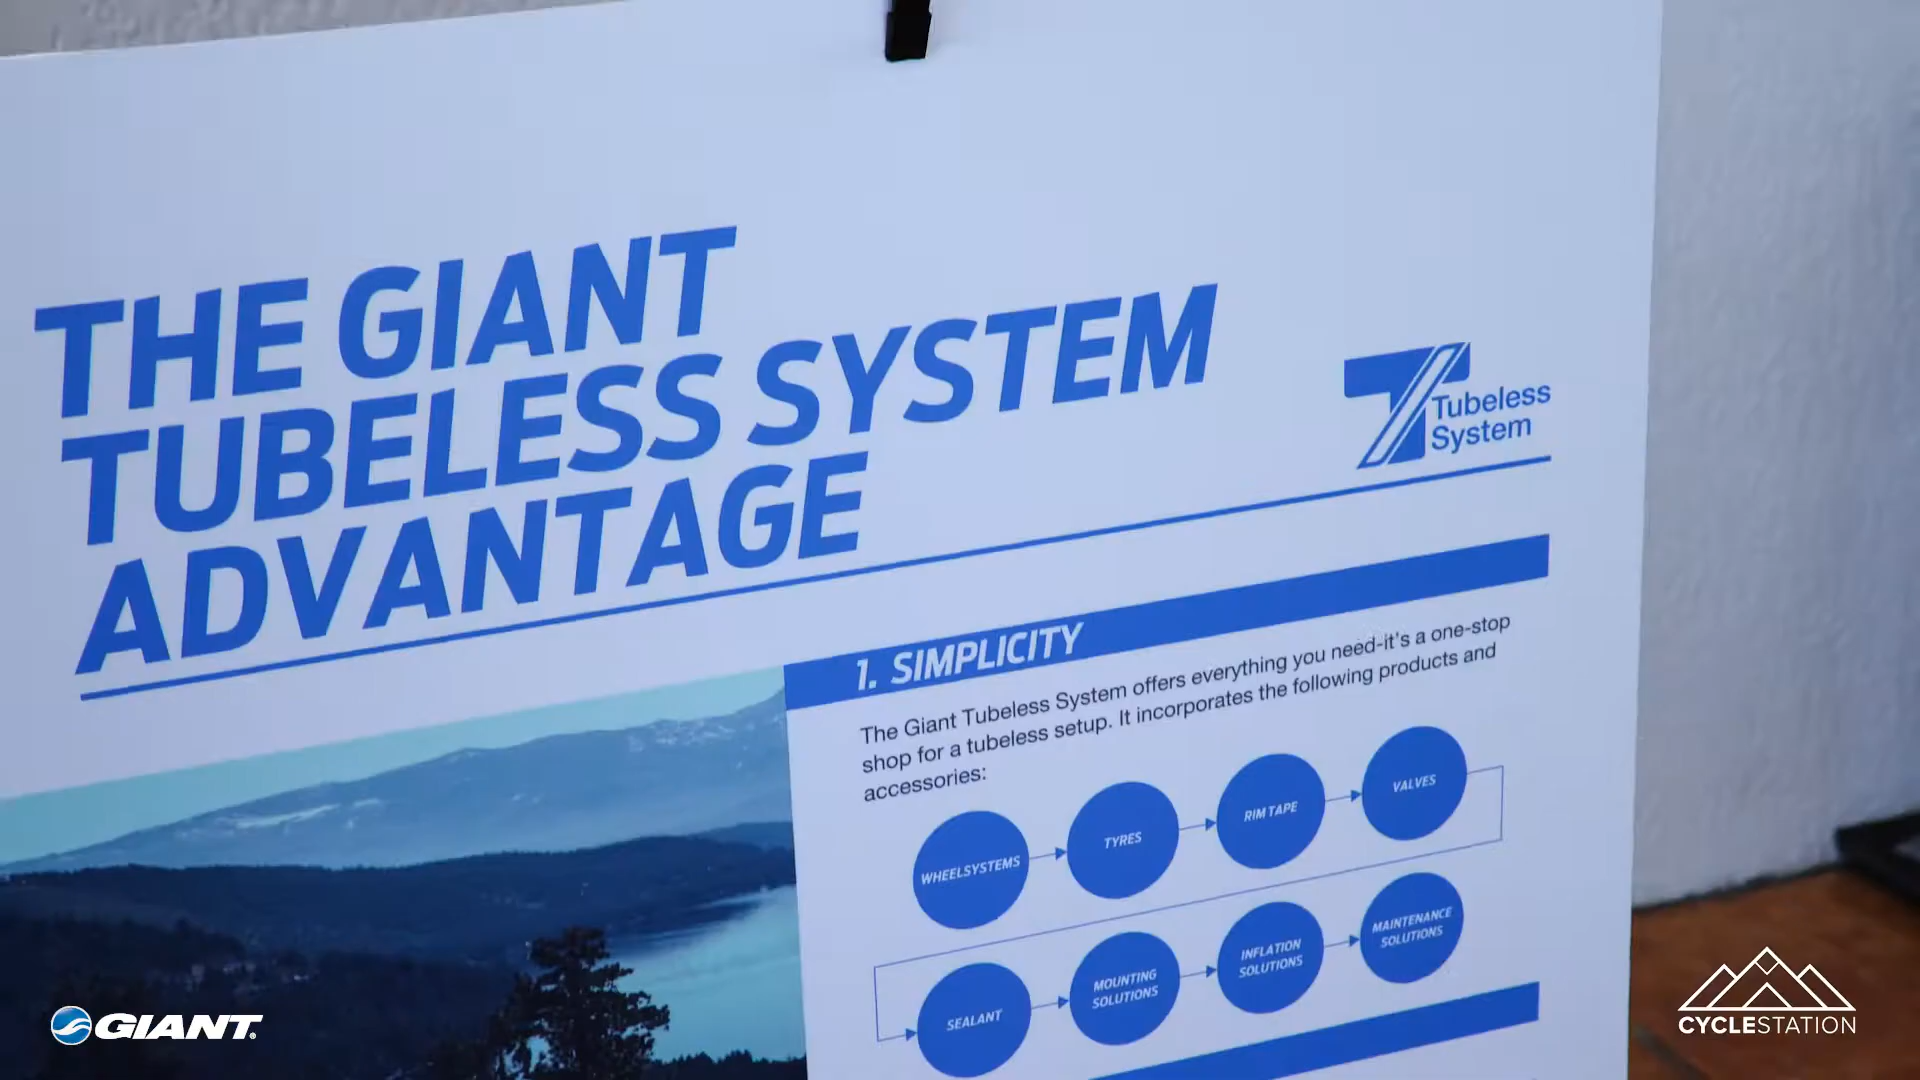 THE GIANT
TUBELESS SYSTEM
ADVANTAGE
Tubeless
System
1. SIMPLICITY
The Giant Tubeless System offers everything you need-it's a one-stop
shop for a tubeless setup. It incorporates the following products and
accessories:
WHEELSYSTEMS
TYRES
RIM TAPE
VALVES
SEALANT
MOUNTING
SOLUTIONS
INFLATION
SOLUTIONS
MAINTENANCE
SOLUTIONS
GIANT
CYCLESTATION